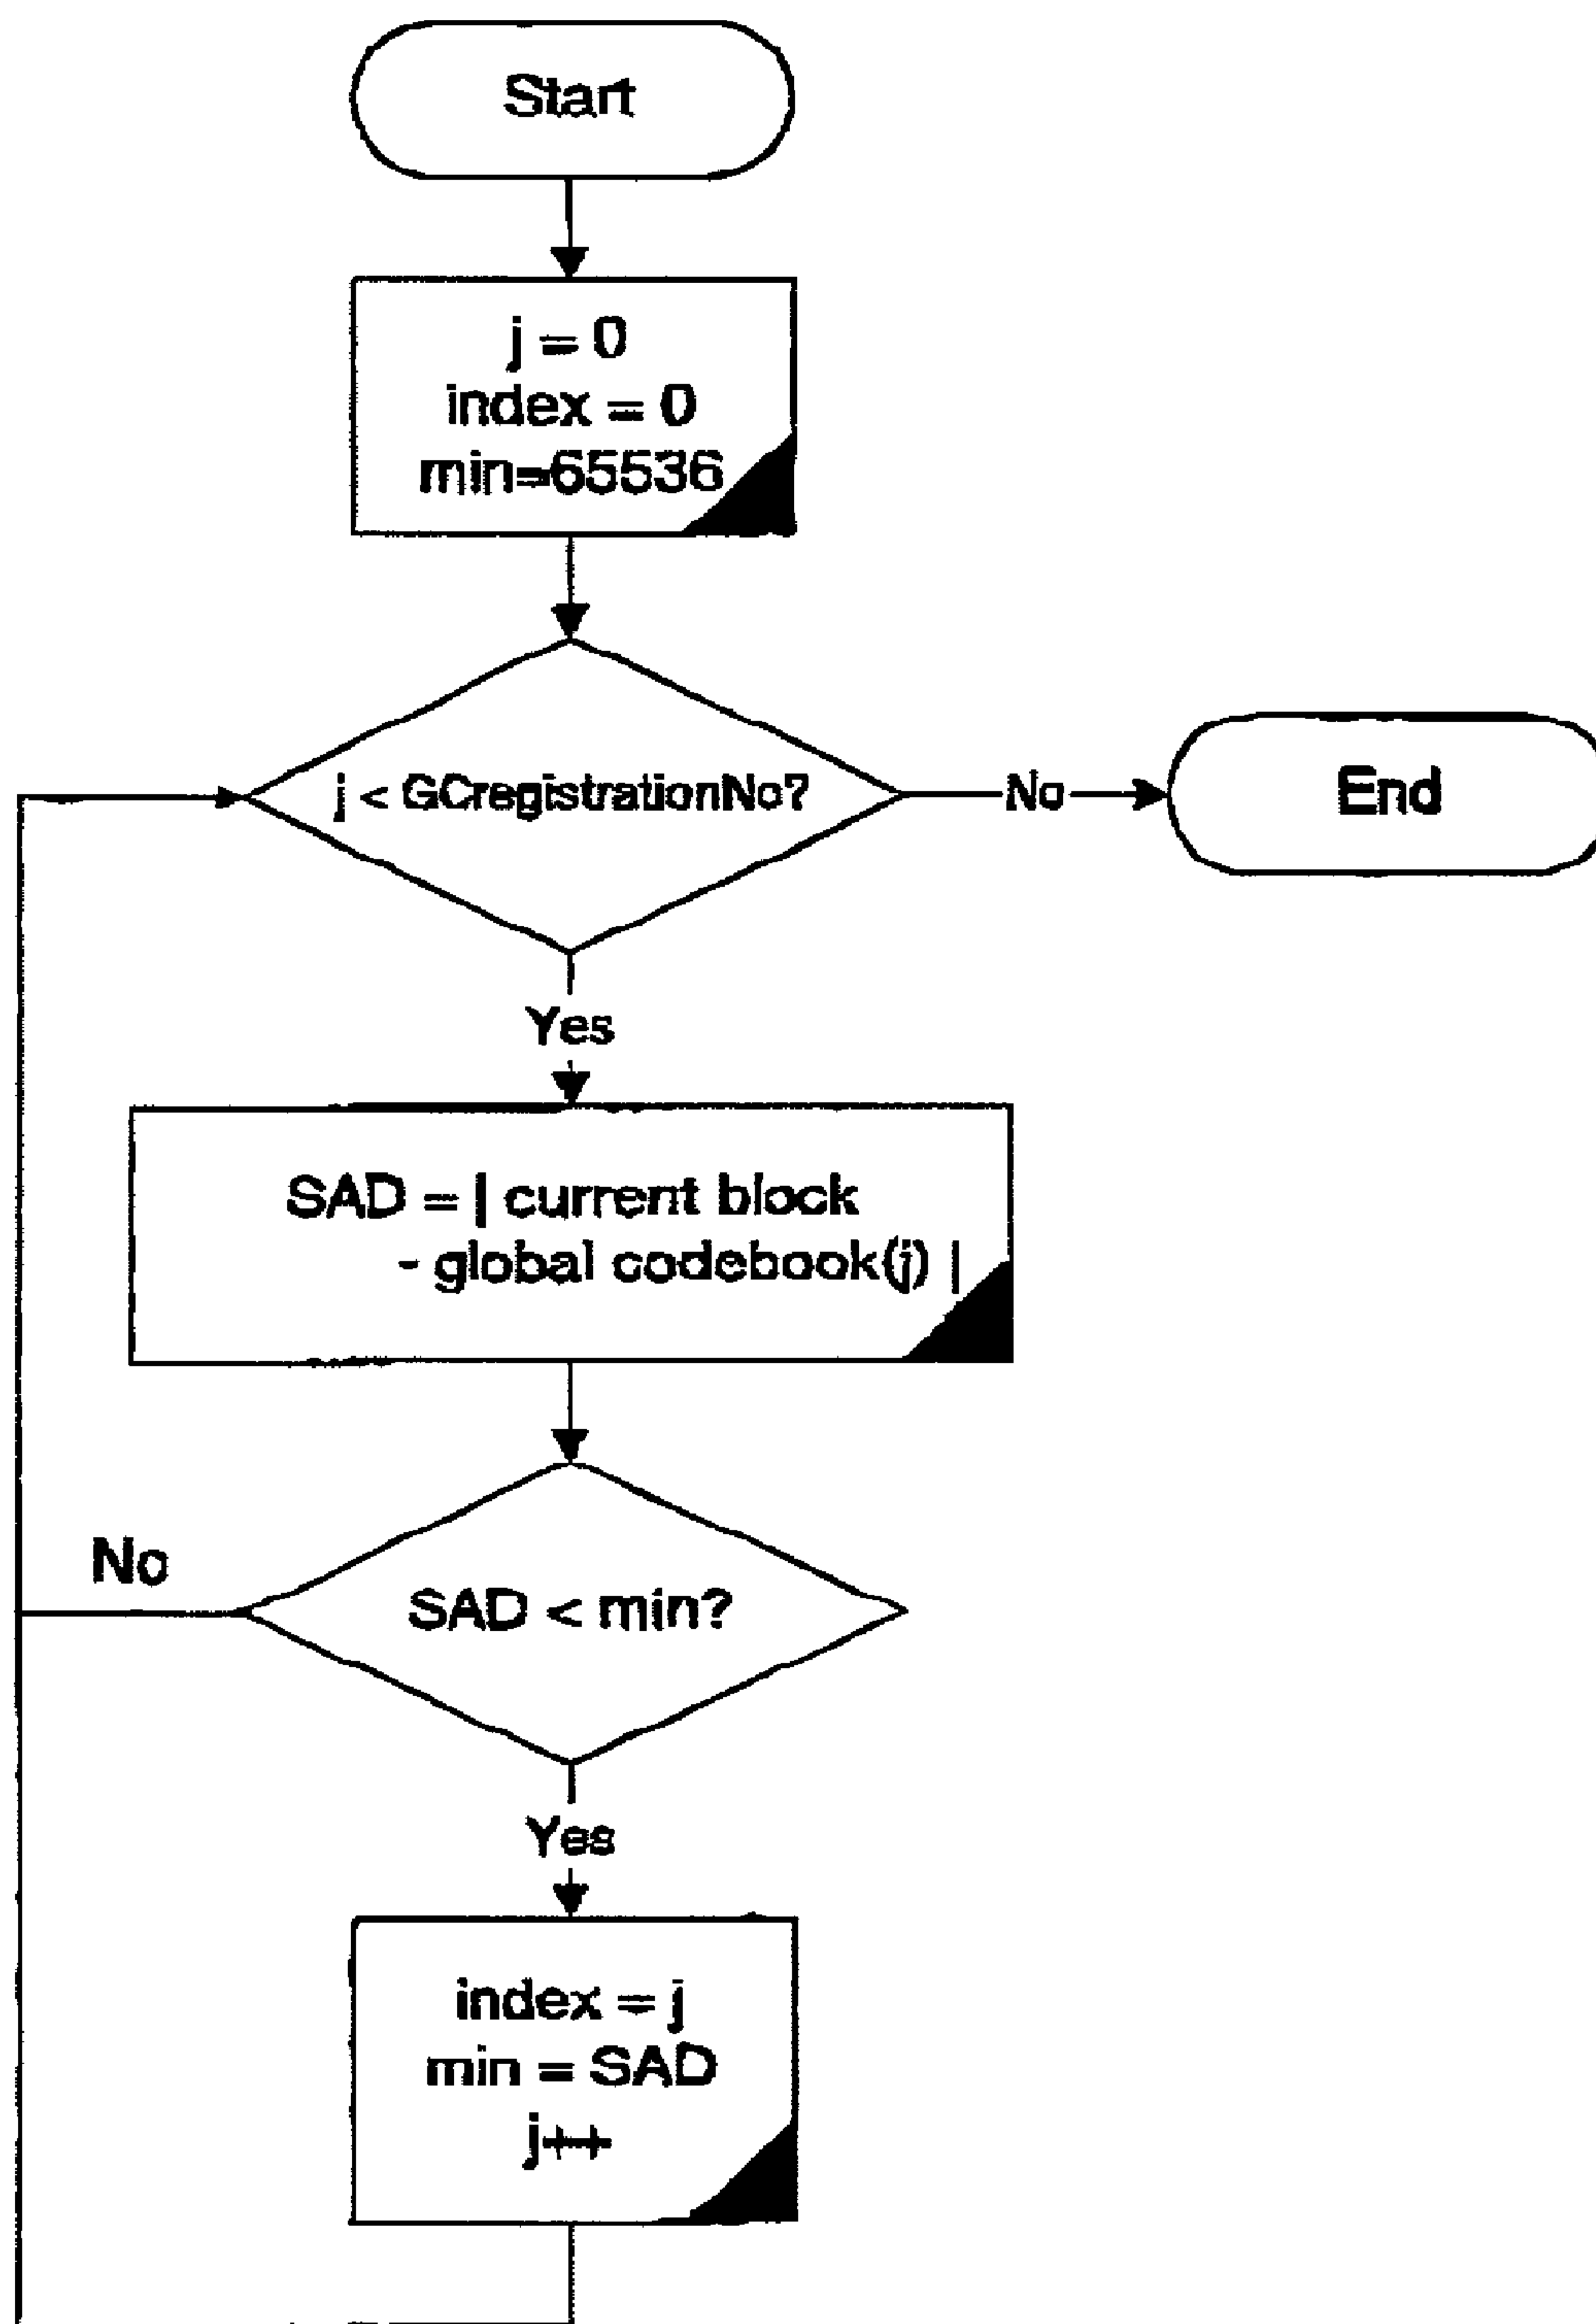 Start
j = 0
index = 0
min=65536
j < GCregistrationNo?
No
End
Yes
SAD = | current block
- global codebook(j) |
No
SAD < min?
Yes
index = j
min = SAD
j++